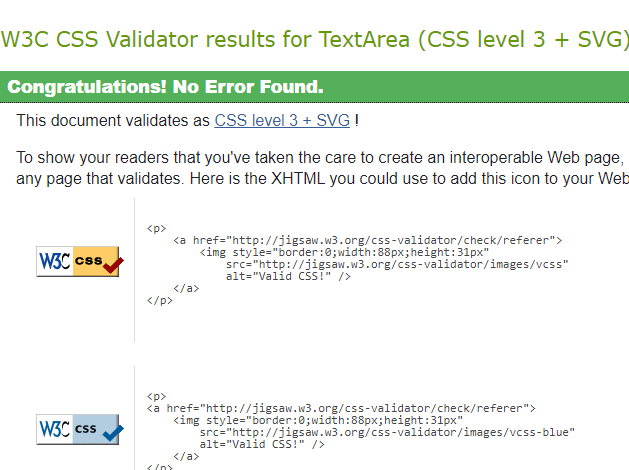 W3C CSS Validator results for TextArea (CSS level 3 + SVG)
Congratulations! No Error Found.
This document validates as CSS level 3 + SVG !
To show your readers that you've taken the care to create an interoperable Web page,
any page that validates. Here is the XHTML you could use to add this icon to your Web
<p>
<a href="http://jigsaw.w3.org/css-validator/check/referer">
<img style="border:0;width:88px;height:31px"
W3C css
src="http://jigsaw.w3.org/css-validator/images/vcss"
alt="Valid CSS!" />
</a>
</p>
<p>
<a href="http://jigsaw.w3.org/css-validator/check/referer">
<img style="border:0;width:88px;height:31px"
W3C css
src="http://jigsaw.w3.org/css-validator/images/vcss-blue"
alt="Valid CSS!" />
</a>
</p>